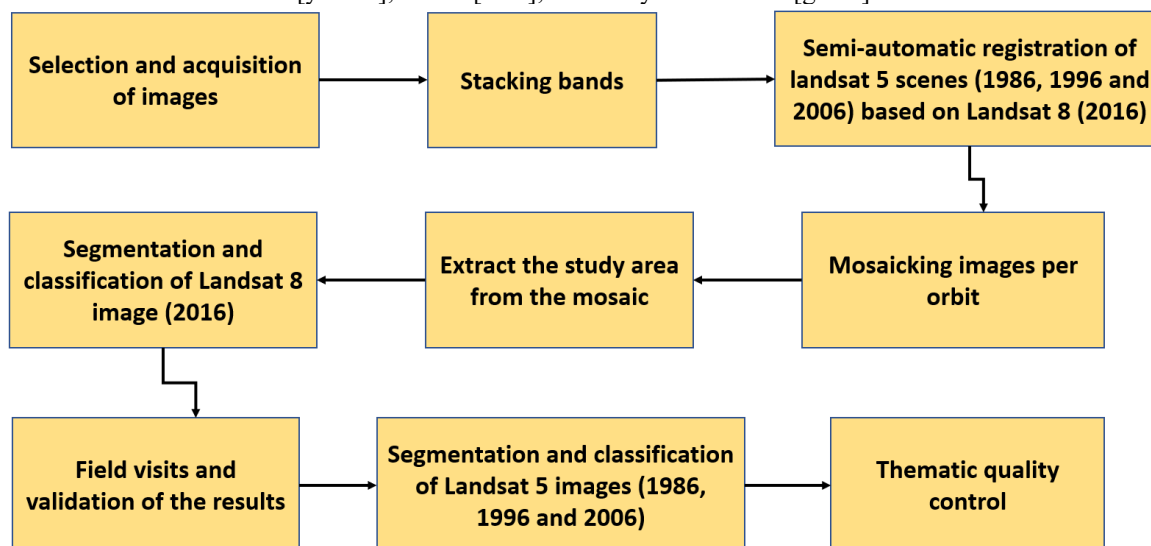 Selection and acquisition
of images
Stacking bands
Semi-automatic registration of
landsat 5 scenes (1986, 1996 and
2006) based on Landsat 8 (2016)
Segmentation and
classification of Landsat 8
image (2016)
Extract the study area
from the mosaic
Mosaicking images per
orbit
Field visits and
validation of the results
Segmentation and classification
of Landsat 5 images (1986,
1996 and 2006)
Thematic quality
control